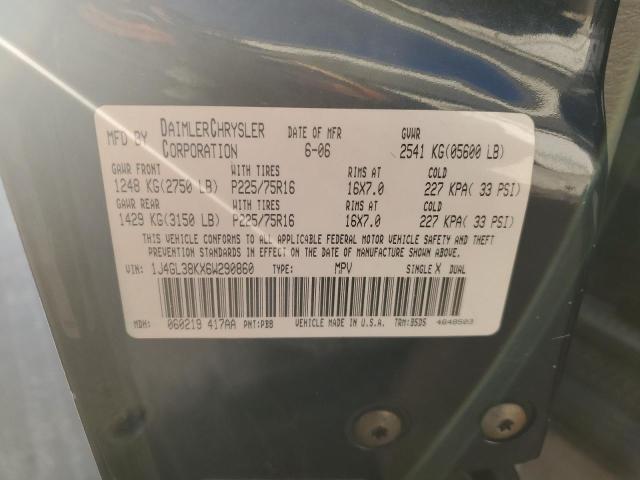 MFD BY DAIMLERCHRYSLER CORPORATION DATE OF MFR 6-06 GVWR 2541 KG(05600 LB)
GAWR FRONT WITH TIRES RIMS AT COLD
1248 KG(2750 LB) P225/75R16 16X7.0 227 KPA( 33 PSI)
GAWR REAR WITH TIRES RIMS AT COLD
1429 KG(3150 LB) P225/75R16 16X7.0 227 KPA( 33 PSI)
THIS VEHICLE CONFORMS TO ALL APPLICABLE FEDERAL MOTOR VEHICLE SAFETY AND THEFT
PREVENTION STANDARDS IN EFFECT ON THE DATE OF MANUFACTURE SHOWN ABOVE.
VIN: 1J4GL38KX6W290860 TYPE: MPV SINGLE X DUAL
MDH: 060219 417AA PNT:PB8 VEHICLE MADE IN U.S.A. TRM:B5D5 4648503